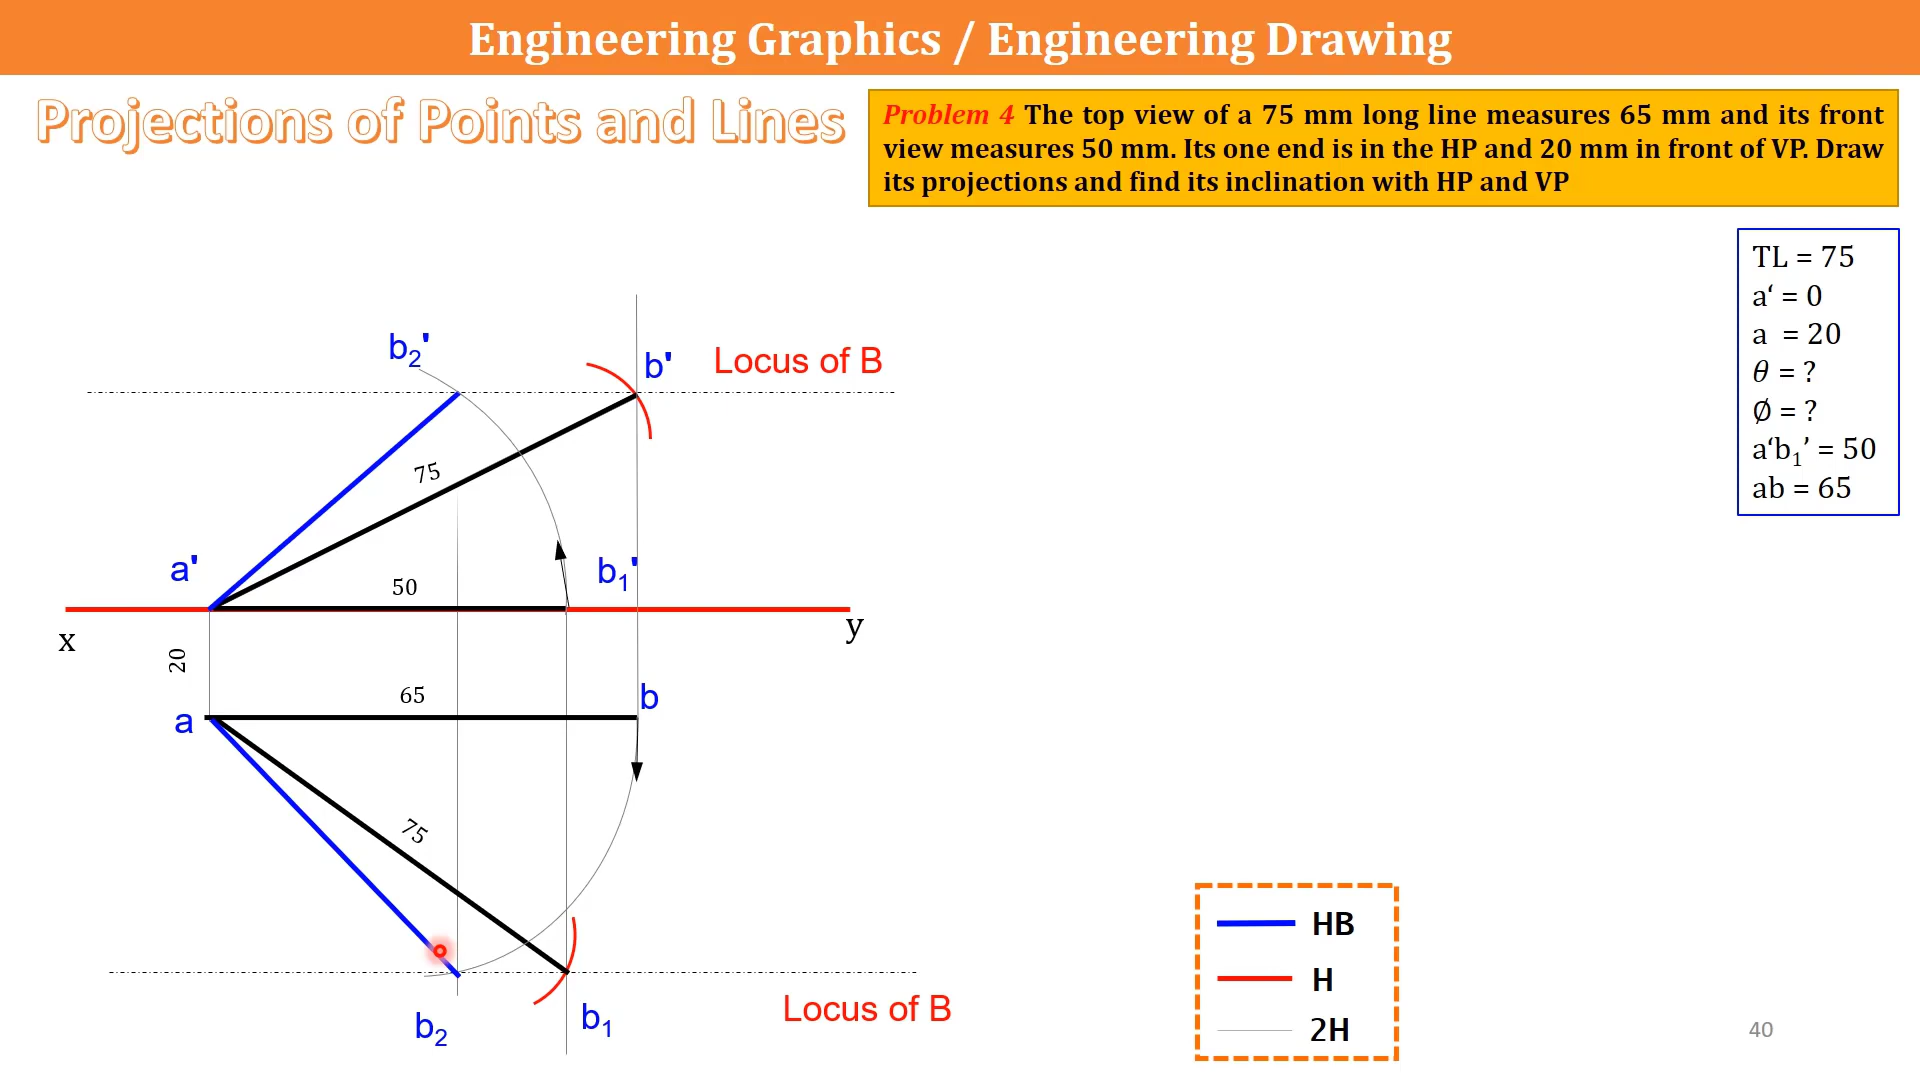 Engineering Graphics / Engineering Drawing
Projections of Points and Lines
Problem 4 The top view of a 75 mm long line measures 65 mm and its front
view measures 50 mm. Its one end is in the HP and 20 mm in front of VP. Draw
its projections and find its inclination with HP and VP
TL = 75
a‘ = 0
a = 20
θ = ?
∅ = ?
a‘b₁’ = 50
ab = 65
b₂'
b'
Locus of B
75
a'
50
b₁'
x
y
20
65
a
b
75
b₂
b₁
Locus of B
HB
H
2H
40